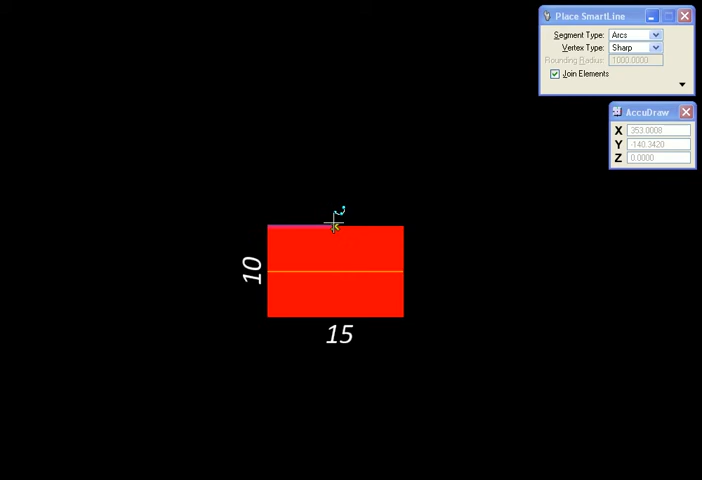 Place SmartLine
Segment Type: Arcs
Vertex Type: Sharp
Rounding Radius: 1000.0000
Join Elements
AccuDraw
X 353.0008
Y -140.3420
Z 0.0000
10
15